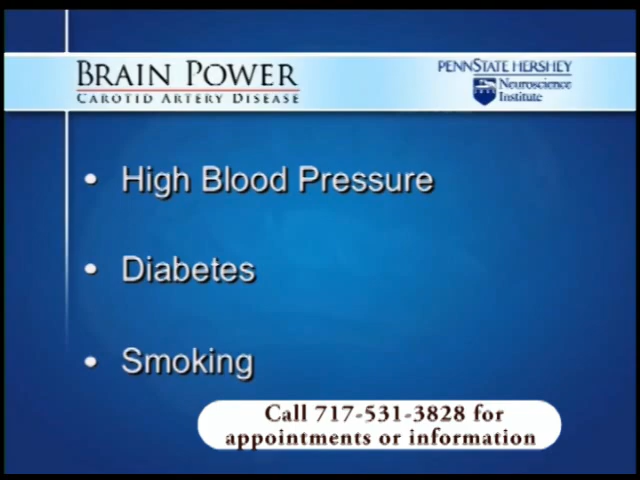 BRAIN POWER
CAROTID ARTERY DISEASE
PENNSTATE HERSHEY
Neuroscience
Institute
• High Blood Pressure
• Diabetes
• Smoking
Call 717-531-3828 for
appointments or information